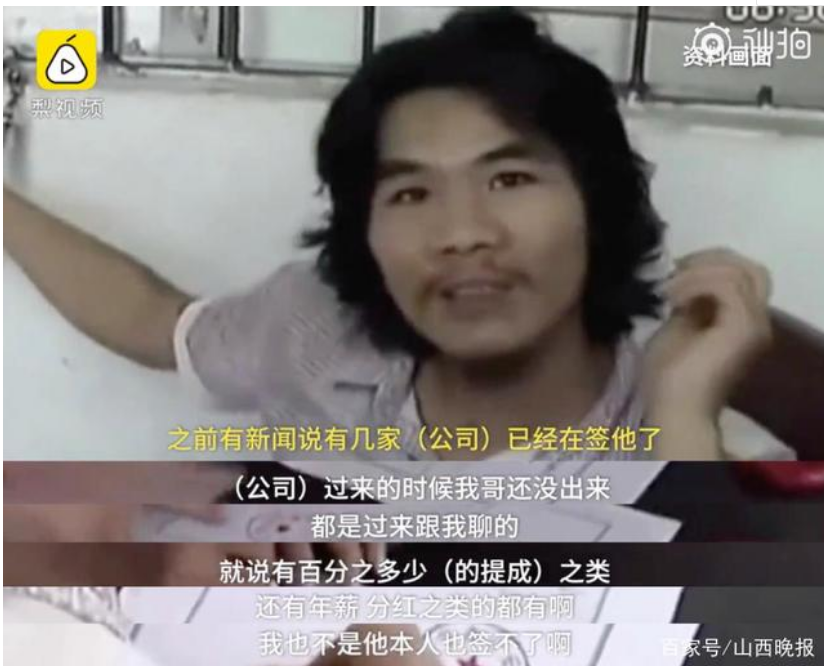 梨视频
秒拍
资料画面
之前有新闻说有几家（公司）已经在签他了
（公司）过来的时候我哥还没出来
都是过来跟我聊的
就说有百分之多少（的提成）之类
还有年薪 分红之类的都有啊
我也不是他本人也签不了啊
百家号/山西晚报